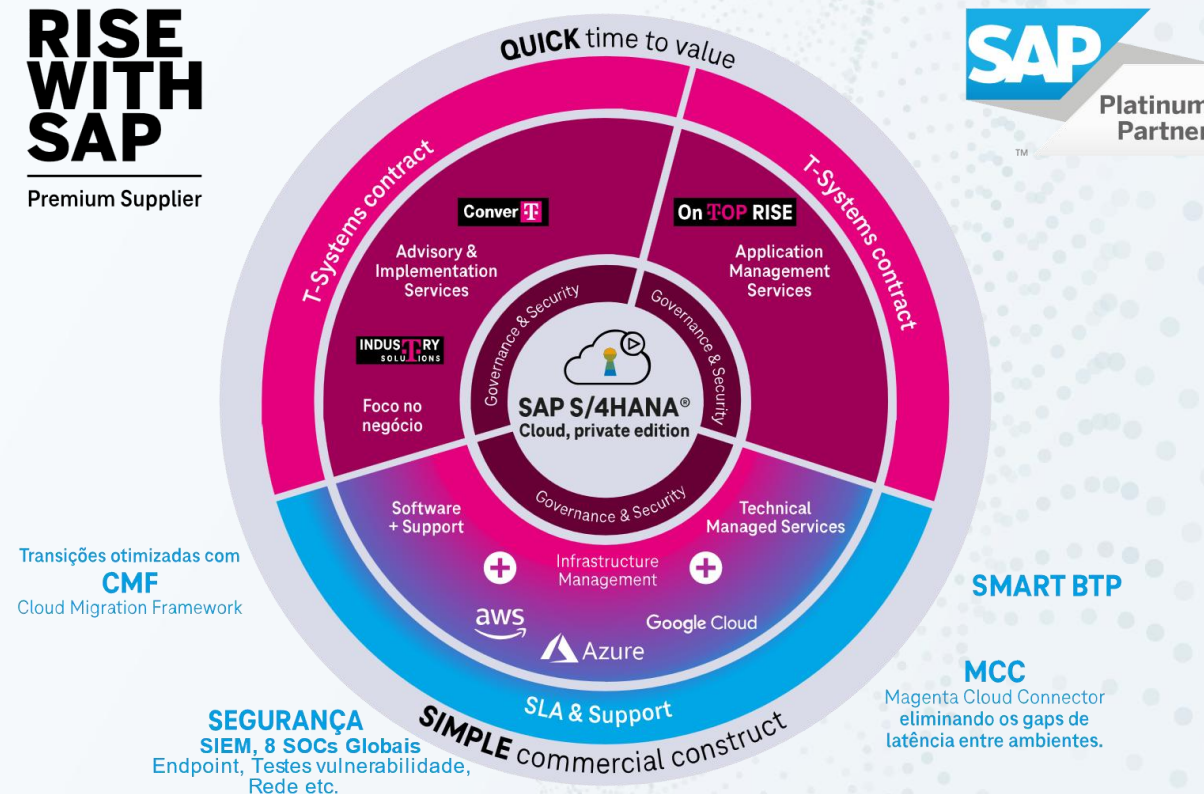 RISE
WITH
SAP
Premium Supplier
QUICK time to value
SAP
Platinum
Partner
TM
T-Systems contract
T-Systems contract
ConverT
On TOP RISE
Advisory &
Implementation
Services
Application
Management
Services
INDUSTRY
SOLUTIONS
Foco no
negócio
Governance & Security
Governance & Security
SAP S/4HANA®
Cloud, private edition
Governance & Security
Software
+ Support
Technical
Managed Services
+
Infrastructure
Management
+
aws
Google Cloud
Azure
SLA & Support
SIMPLE commercial construct
Transições otimizadas com
CMF
Cloud Migration Framework
SEGURANÇA
SIEM, 8 SOCs Globais
Endpoint, Testes vulnerabilidade,
Rede etc.
SMART BTP
MCC
Magenta Cloud Connector
eliminando os gaps de
latência entre ambientes.